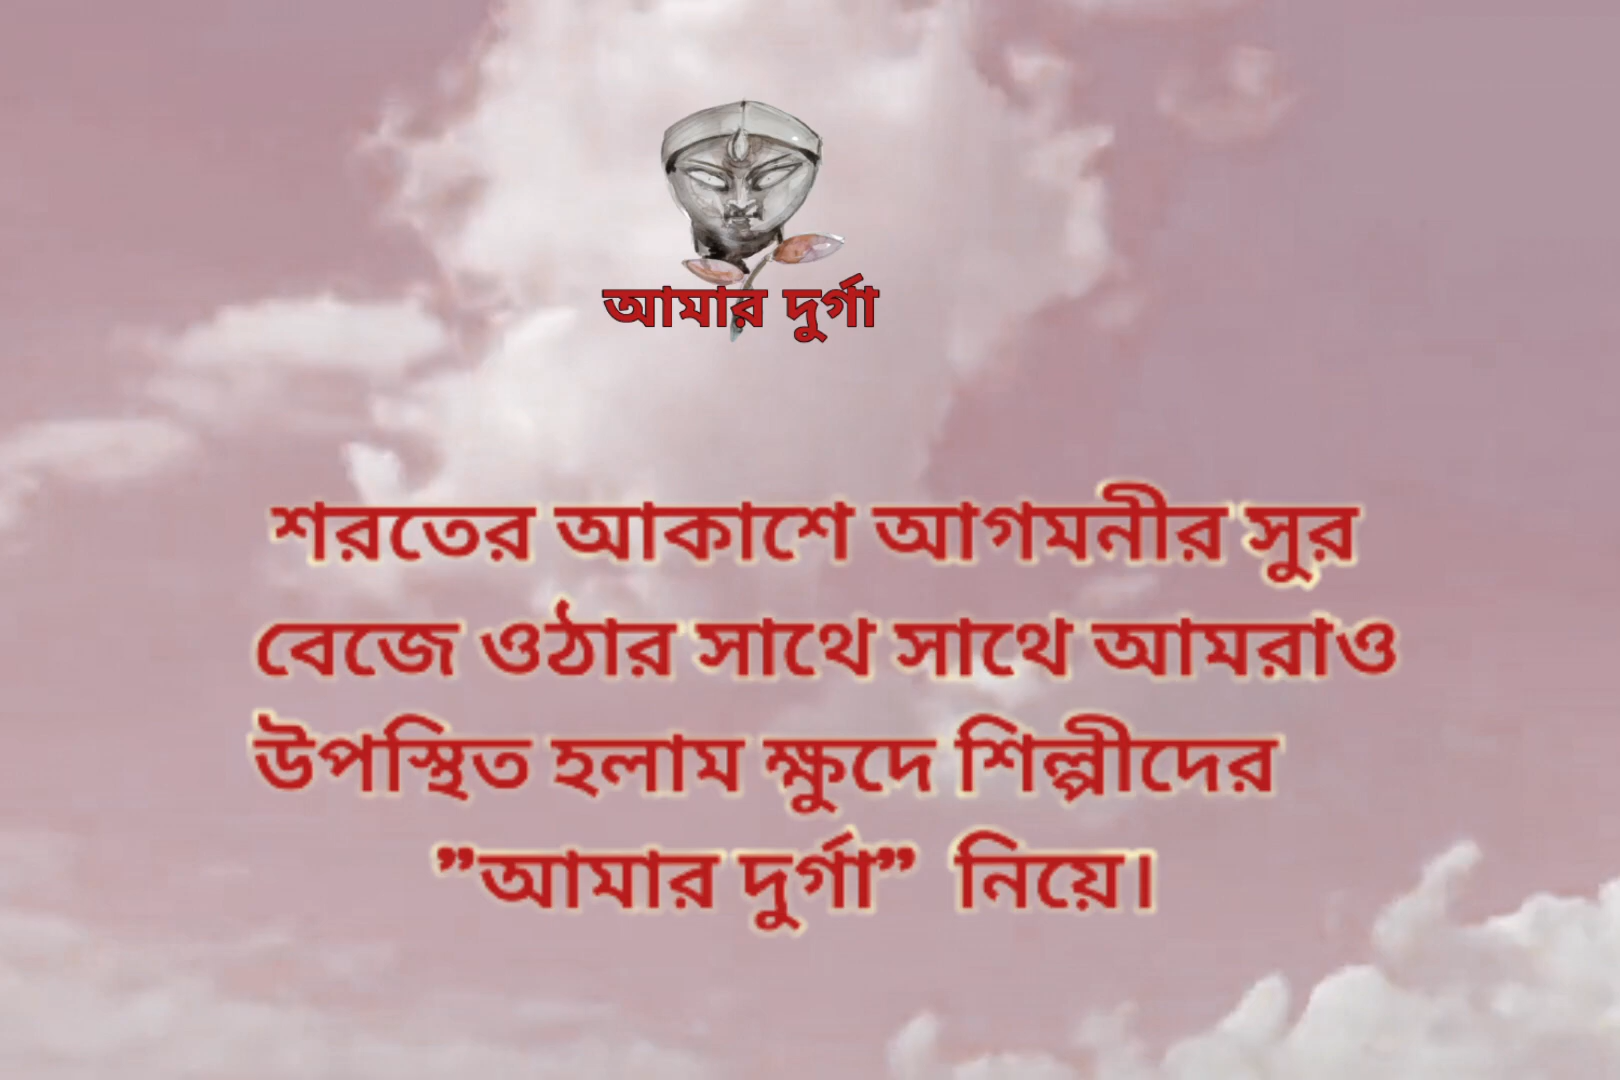 আমার দুর্গা
শরতের আকাশে আগমনীর সুর
বেজে ওঠার সাথে সাথে আমরাও
উপস্থিত হলাম ক্ষুদে শিল্পীদের
”আমার দুর্গা” নিয়ে।